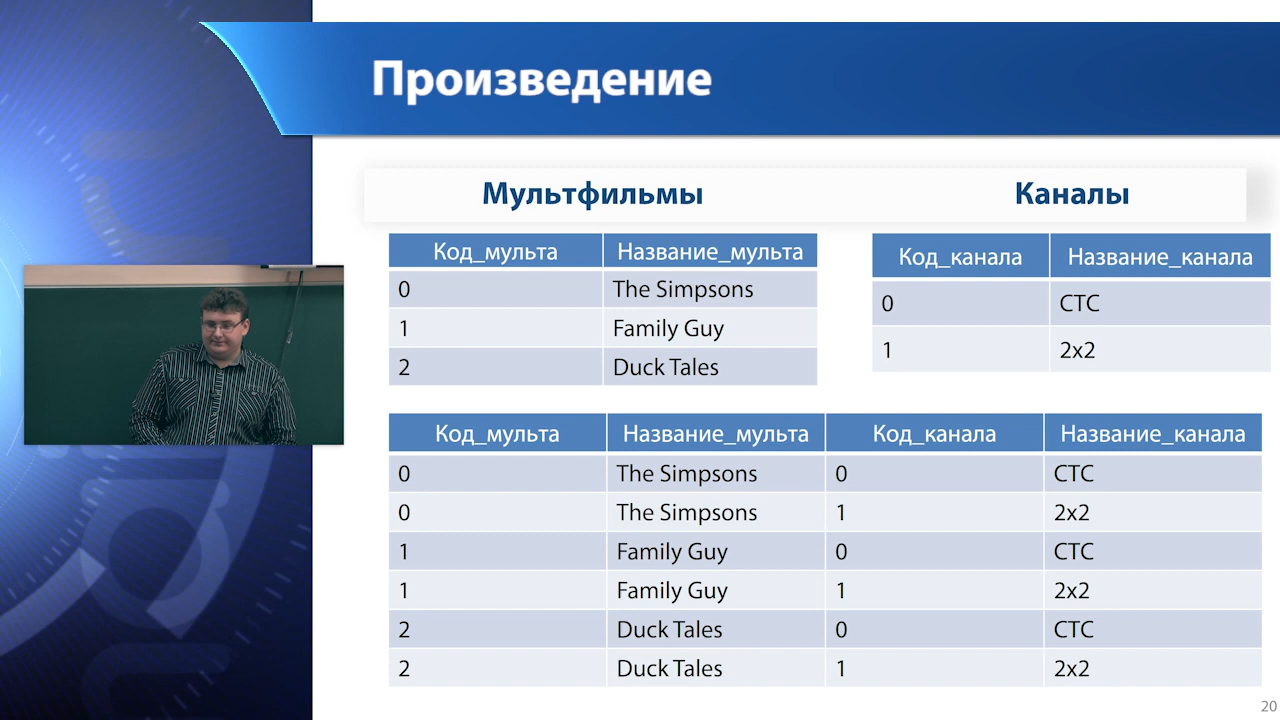 Произведение
Мультфильмы Каналы
Код_мульта Название_мульта
0 The Simpsons
1 Family Guy
2 Duck Tales
Код_канала Название_канала
0 СТС
1 2x2
Код_мульта Название_мульта Код_канала Название_канала
0 The Simpsons 0 СТС
0 The Simpsons 1 2x2
1 Family Guy 0 СТС
1 Family Guy 1 2x2
2 Duck Tales 0 СТС
2 Duck Tales 1 2x2
20